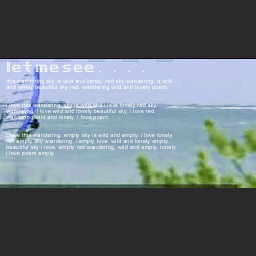 letmesee....
this wandering sky is wild and lonely. red sky wandering. a wild
and lonely beautiful sky red. wandering wild and lonely poem.
i love this wandering. sky is wild and i love lonely red sky
wandering. i love wild and lonely beautiful sky. i love red
wandering wild and lonely. i love poem.
i love this wandering. empty sky is wild and empty. i love lonely
red empty sky wandering. i empty love. wild and lonely. empty
beautiful sky i love. empty red wandering, wild and empty. lonely
i love poem empty.